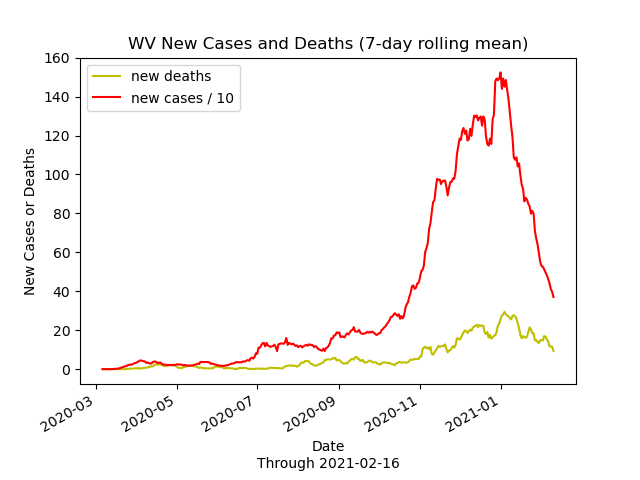 WV New Cases and Deaths (7-day rolling mean)
new deaths
new cases / 10
New Cases or Deaths
160
140
120
100
80
60
40
20
0
2020-03
2020-05
2020-07
2020-09
2020-11
2021-01
Date
Through 2021-02-16